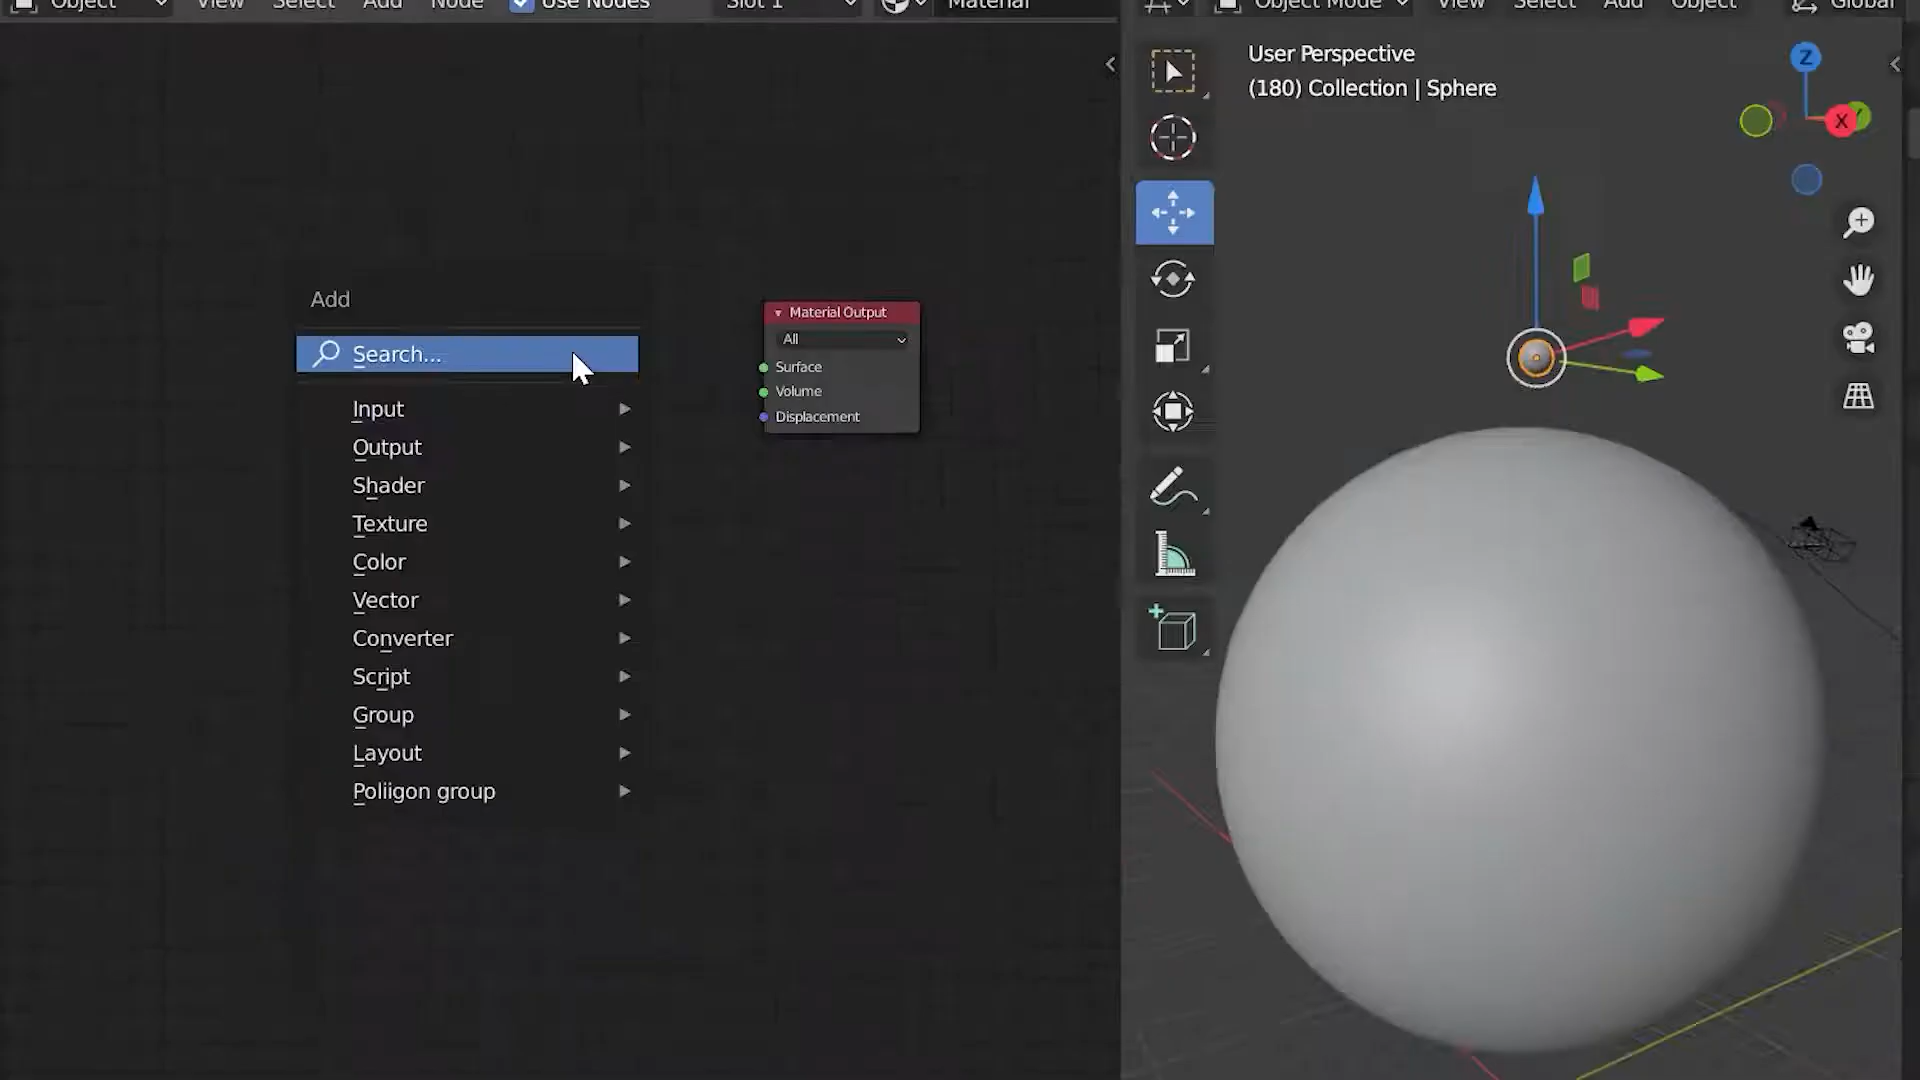 Object View Select Add Node Use Nodes Slot 1 Material
Object Mode View Select Add Object Global
User Perspective
(180) Collection | Sphere
Z
X
Add
Search...
Input
Output
Shader
Texture
Color
Vector
Converter
Script
Group
Layout
Poliigon group
Material Output
All
Surface
Volume
Displacement